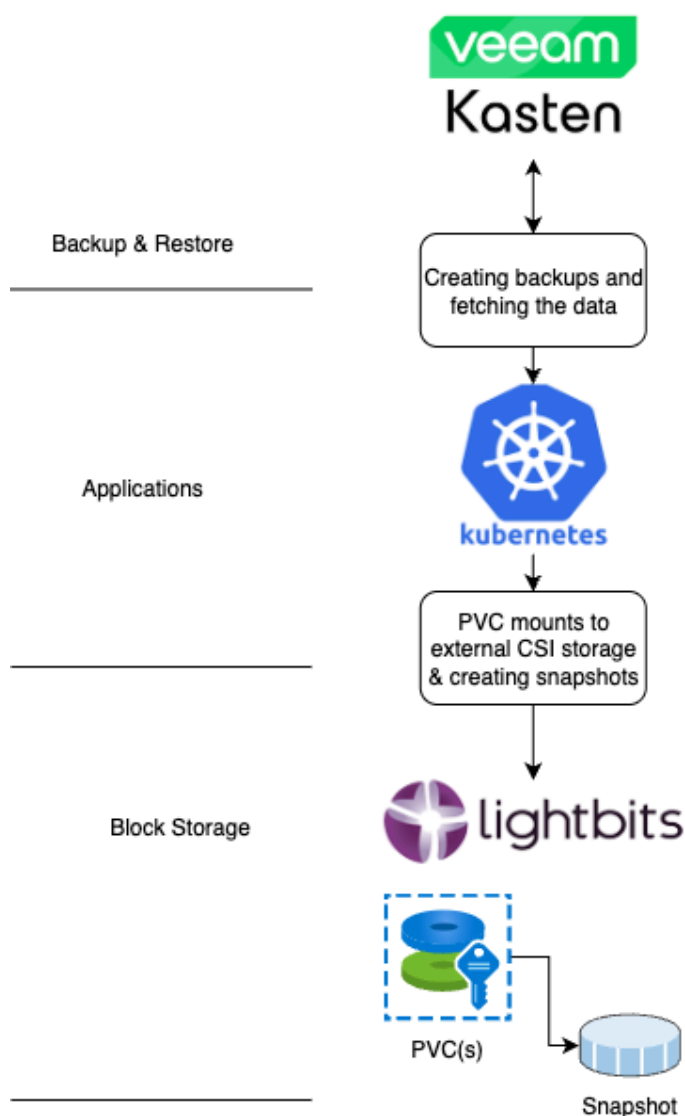 veeam
Kasten
Backup & Restore
Creating backups and
fetching the data
Applications
kubernetes
PVC mounts to
external CSI storage
& creating snapshots
Block Storage
lightbits
PVC(s)
Snapshot